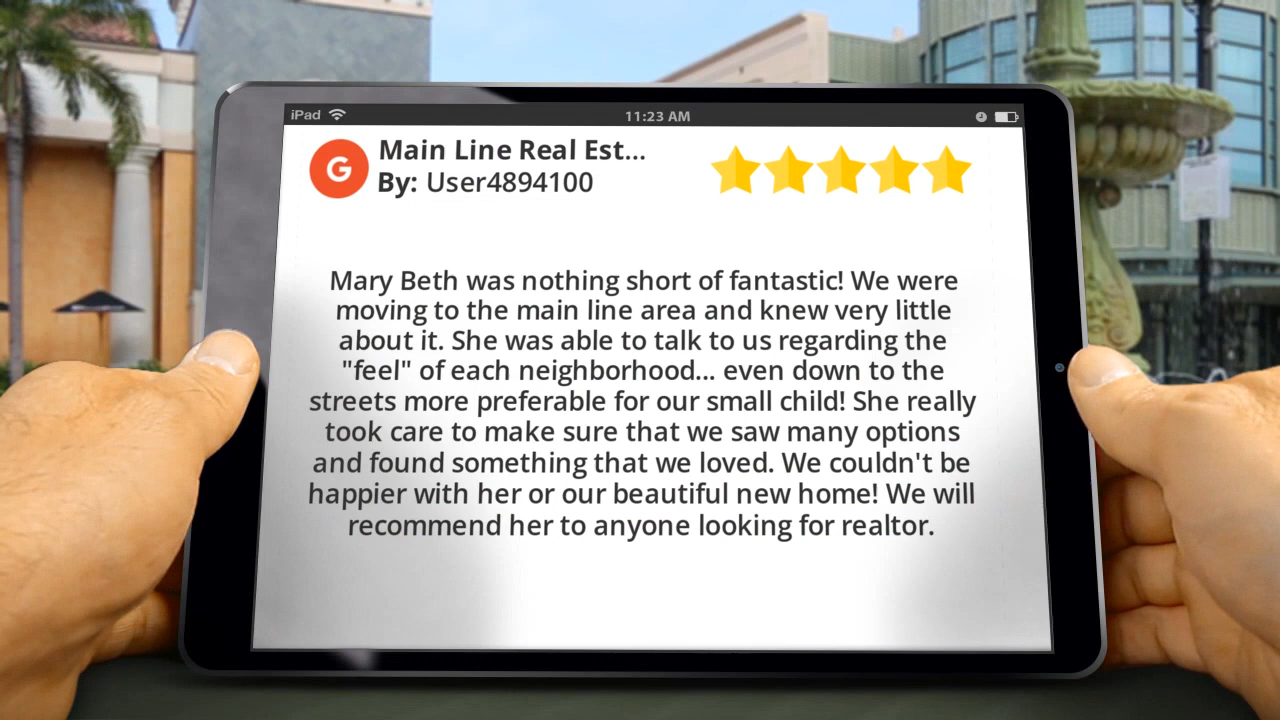 iPad 11:23 AM
G
Main Line Real Est...
By: User4894100
Mary Beth was nothing short of fantastic! We were
moving to the main line area and knew very little
about it. She was able to talk to us regarding the
"feel" of each neighborhood... even down to the
streets more preferable for our small child! She really
took care to make sure that we saw many options
and found something that we loved. We couldn't be
happier with her or our beautiful new home! We will
recommend her to anyone looking for realtor.